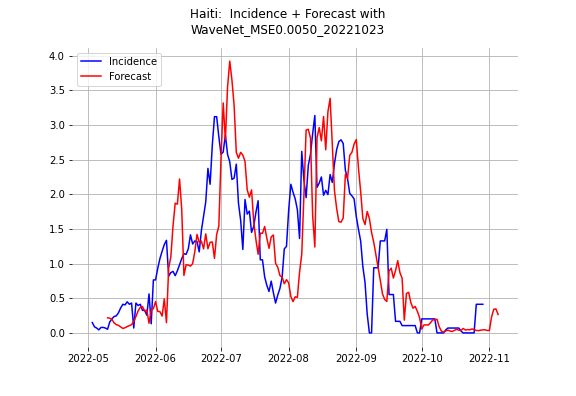 Haiti:  Incidence + Forecast with
WaveNet_MSE0.0050_20221023
Incidence
Forecast
4.0
3.5
3.0
2.5
2.0
1.5
1.0
0.5
0.0
2022-05 2022-06 2022-07 2022-08 2022-09 2022-10 2022-11